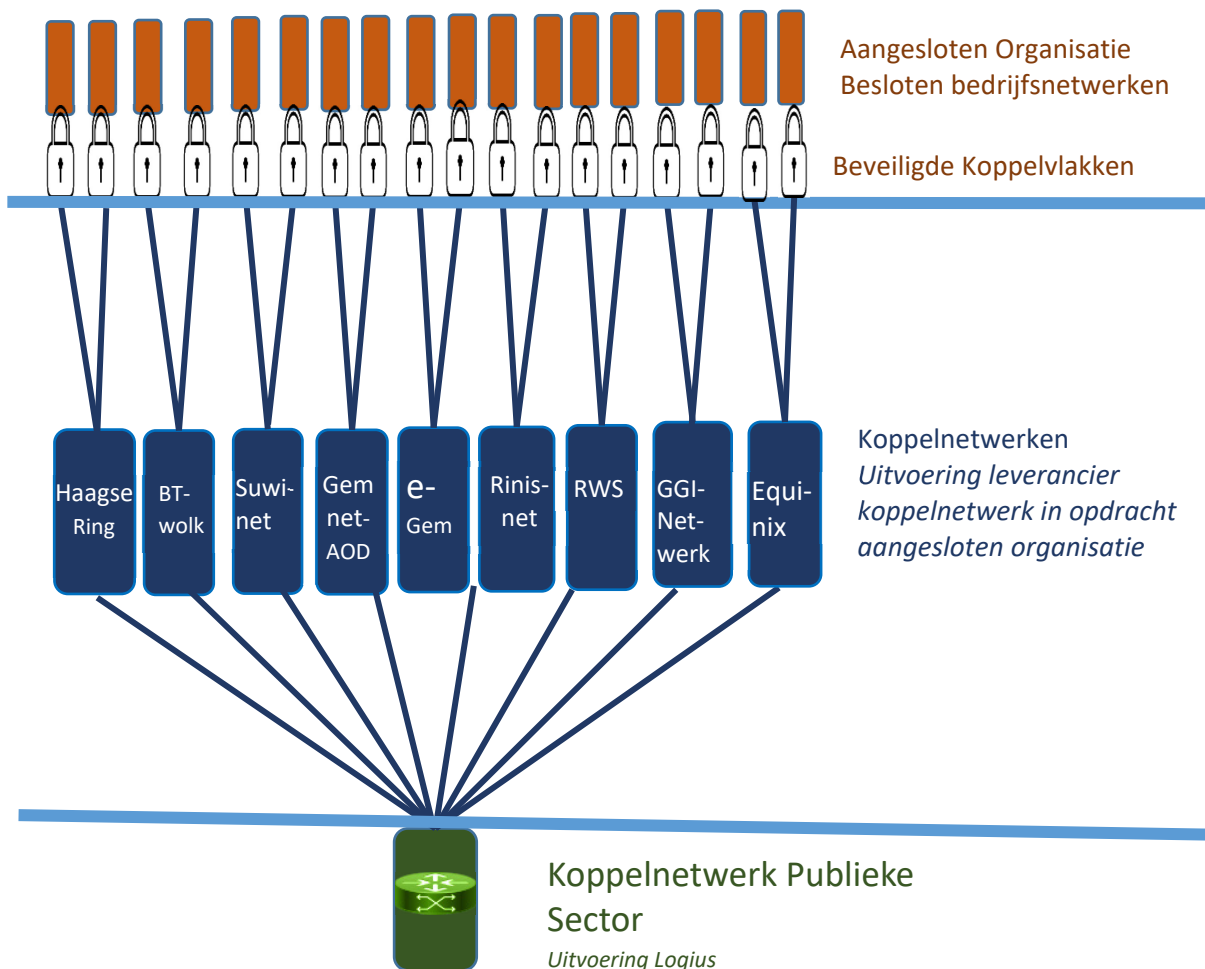 Aangesloten Organisatie
Besloten bedrijfsnetwerken
Beveiligde Koppelvlakken
Haagse
Ring
BT-
wolk
Suwi-
net
Gem
net-
AOD
e-
Gem
Rinis-
net
RWS
GGI-
Net-
werk
Equi-
nix
Koppelnetwerken
Uitvoering leverancier
koppelnetwerk in opdracht
aangesloten organisatie
Koppelnetwerk Publieke
Sector
Uitvoering Logius